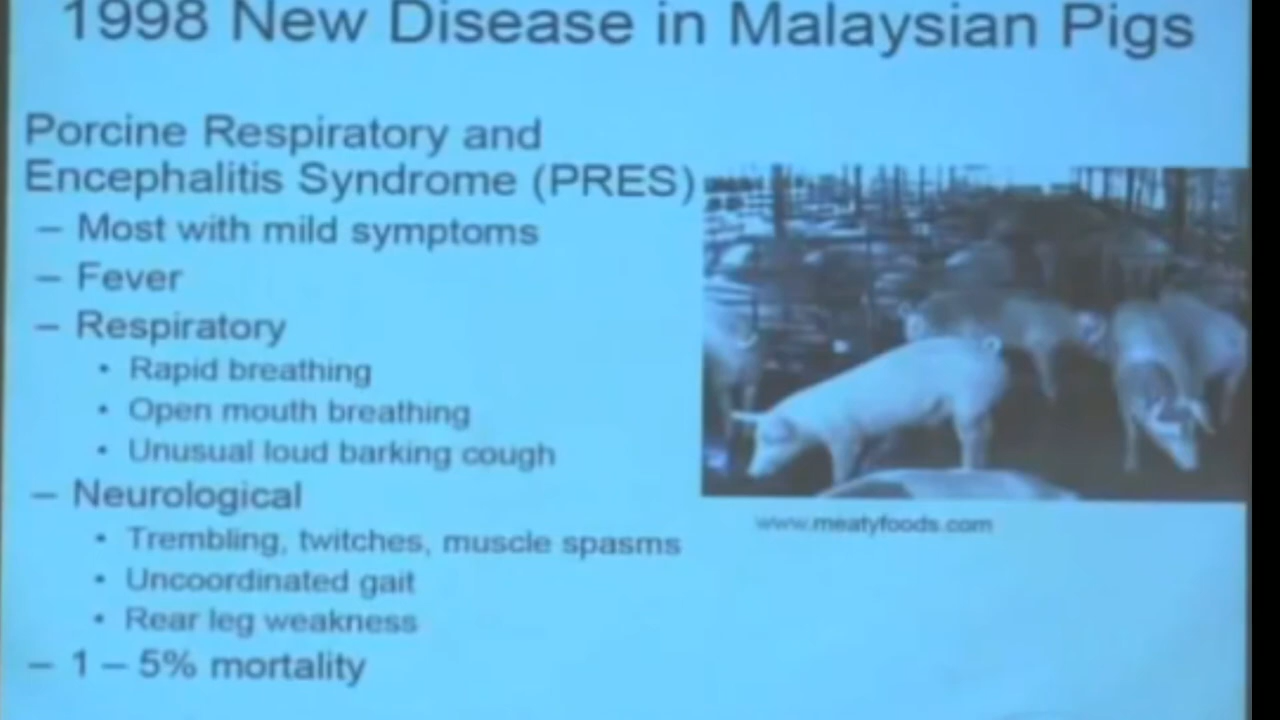 1998 New Disease in Malaysian Pigs
Porcine Respiratory and
Encephalitis Syndrome (PRES)
– Most with mild symptoms
– Fever
– Respiratory
• Rapid breathing
• Open mouth breathing
• Unusual loud barking cough
– Neurological
• Trembling, twitches, muscle spasms
• Uncoordinated gait
• Rear leg weakness
– 1 – 5% mortality
www.meatyfoods.com